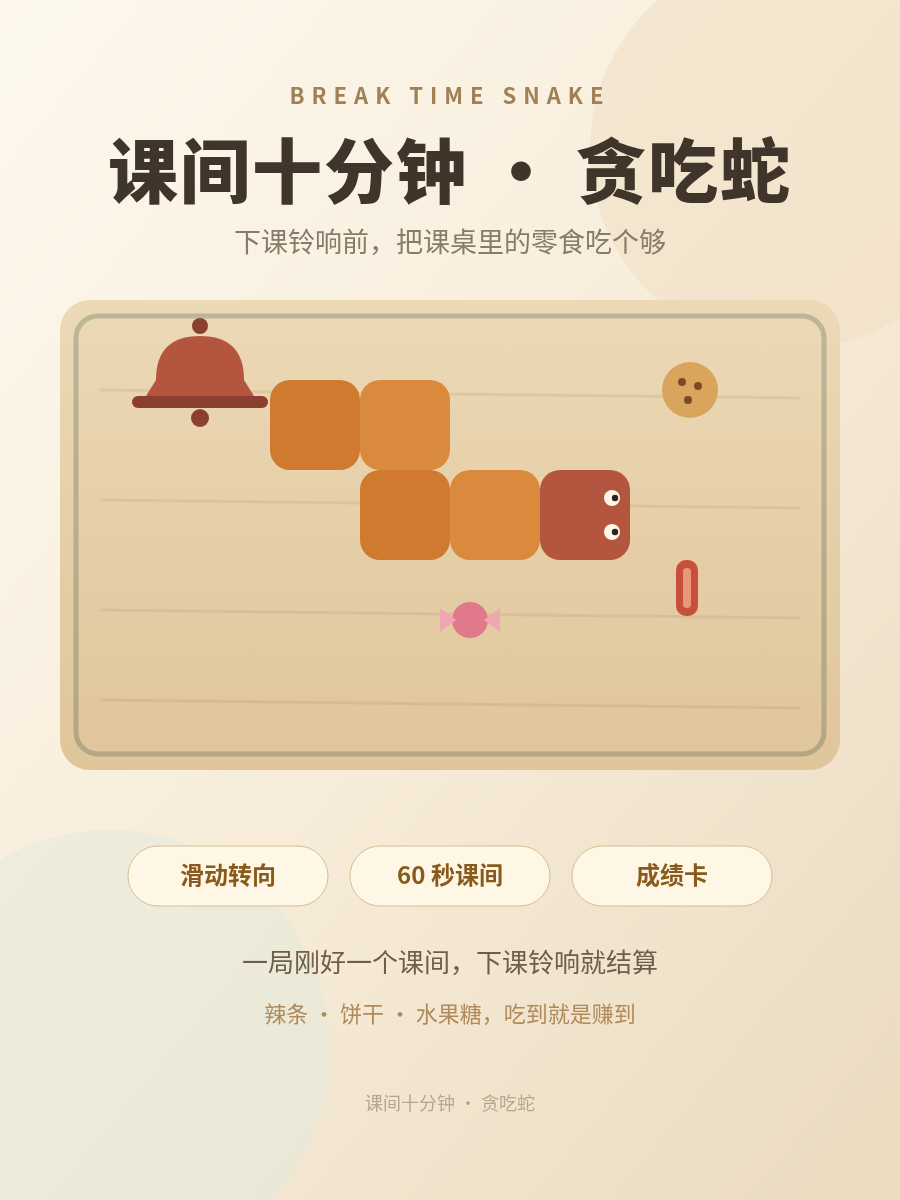 BREAK TIME SNAKE
课间十分钟 · 贪吃蛇
下课铃响前，把课桌里的零食吃个够
滑动转向
60 秒课间
成绩卡
一局刚好一个课间，下课铃响就结算
辣条 · 饼干 · 水果糖，吃到就是赚到
课间十分钟 · 贪吃蛇